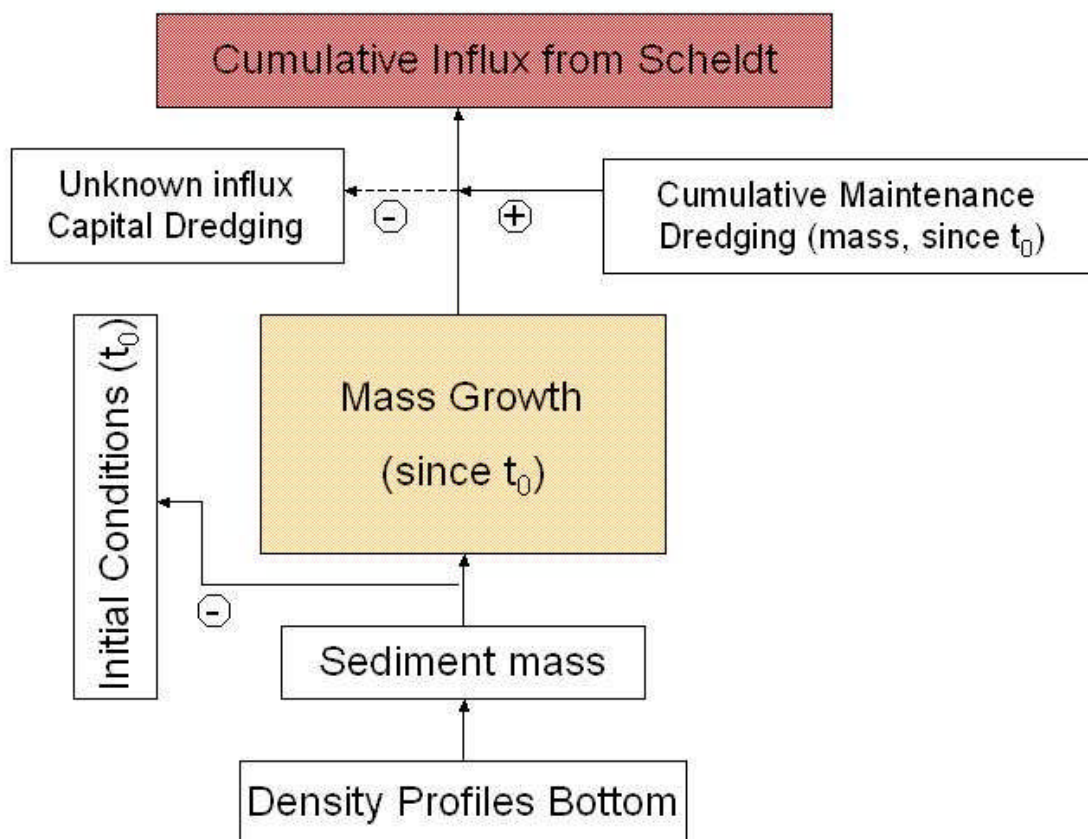 Cumulative Influx from Scheldt
Unknown influx
Capital Dredging
-
+
Cumulative Maintenance
Dredging (mass, since t₀)
Initial Conditions (t₀)
Mass Growth
(since t₀)
-
Sediment mass
Density Profiles Bottom